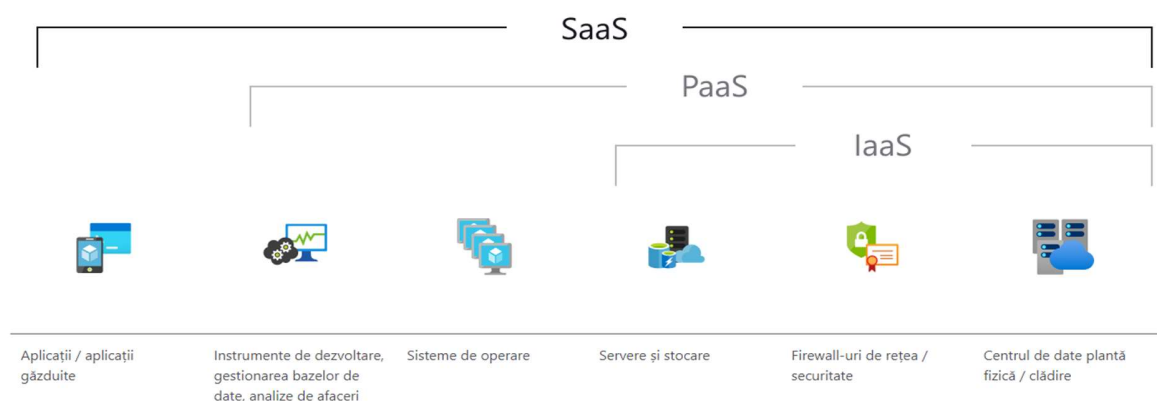 SaaS
PaaS
IaaS
Aplicații / aplicații
găzduite
Instrumente de dezvoltare,
gestionarea bazelor de
date, analize de afaceri
Sisteme de operare
Servere și stocare
Firewall-uri de rețea /
securitate
Centrul de date plantă
fizică / clădire